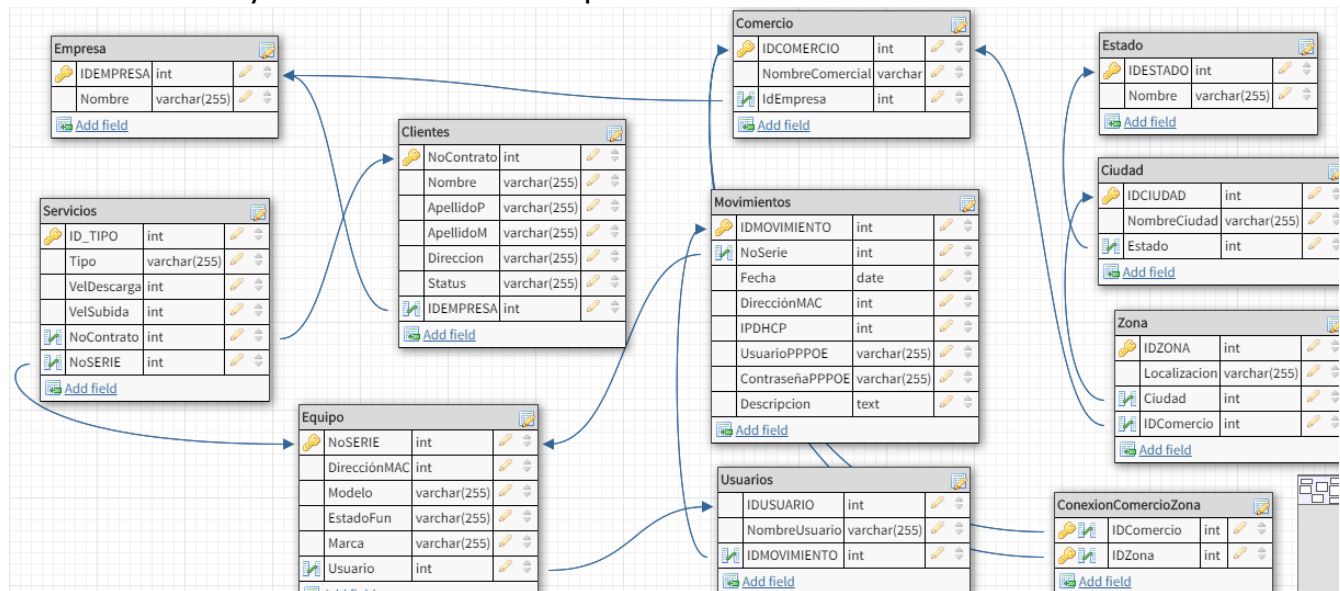 Empresa
IDEMPRESA int
Nombre varchar(255)
Add field
Comercio
IDCOMERCIO int
NombreComercial varchar
IdEmpresa int
Add field
Estado
IDESTADO int
Nombre varchar(255)
Add field
Clientes
NoContrato int
Nombre varchar(255)
ApellidoP varchar(255)
ApellidoM varchar(255)
Direccion varchar(255)
Status varchar(255)
IDEMPRESA int
Add field
Ciudad
IDCIUDAD int
NombreCiudad varchar(255)
Estado int
Add field
Servicios
ID_TIPO int
Tipo varchar(255)
VelDescarga int
VelSubida int
NoContrato int
NoSERIE int
Add field
Movimientos
IDMOVIMIENTO int
NoSerie int
Fecha date
DirecciónMAC int
IPDHCP int
UsuarioPPPOE varchar(255)
ContraseñaPPPOE varchar(255)
Descripcion text
Add field
Zona
IDZONA int
Localizacion varchar(255)
Ciudad int
IDComercio int
Add field
Equipo
NoSERIE int
DirecciónMAC int
Modelo varchar(255)
EstadoFun varchar(255)
Marca varchar(255)
Usuario int
Usuarios
IDUSUARIO int
NombreUsuario varchar(255)
IDMOVIMIENTO int
Add field
ConexionComercioZona
IDComercio int
IDZona int
Add field